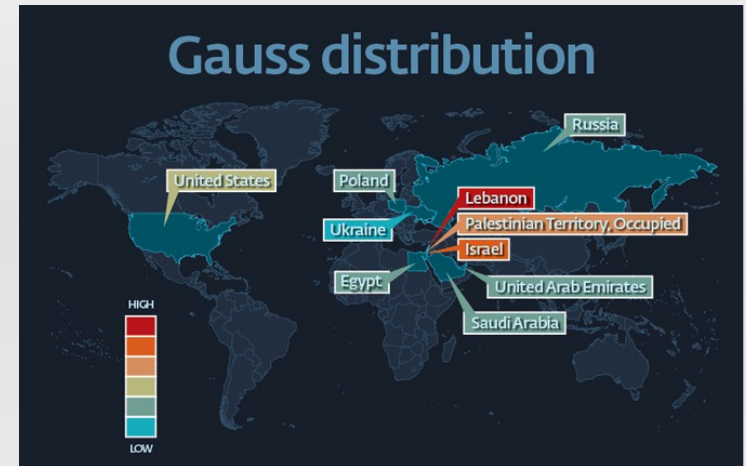 Gauss distribution
Russia
United States
Poland
Lebanon
Palestinian Territory, Occupied
Ukraine
Israel
Egypt
United Arab Emirates
Saudi Arabia
HIGH
LOW